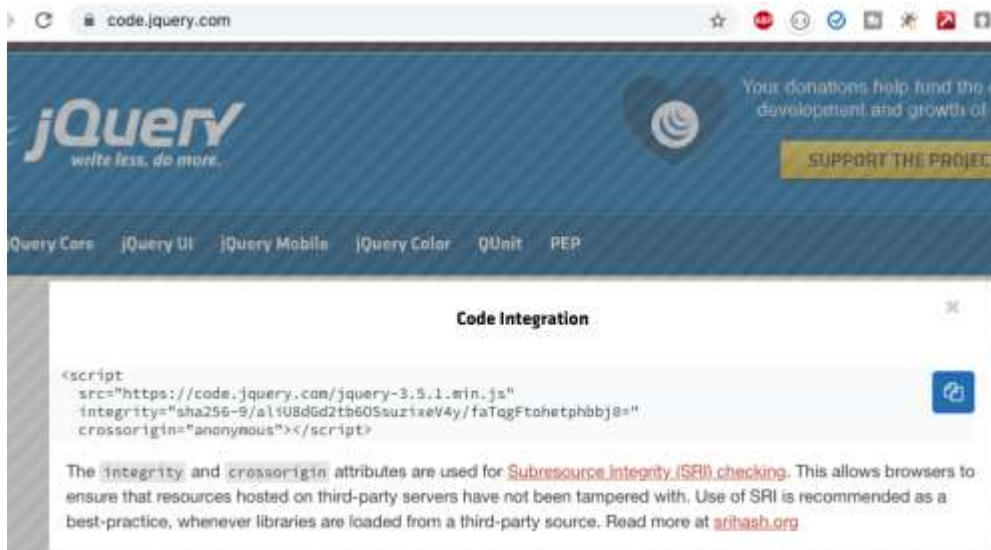 code.jquery.com
ABP
jQuery
write less, do more.
Your donations help fund the
development and growth of
SUPPORT THE PROJEC
jQuery Core jQuery UI jQuery Mobile jQuery Color QUnit PEP
Code Integration
<script
src="https://code.jquery.com/jquery-3.5.1.min.js"
integrity="sha256-9/aliU8dGd2tb6OSsuzixeV4y/faTqgFtohetphbbj0="
crossorigin="anonymous"></script>
The integrity and crossorigin attributes are used for Subresource Integrity (SRI) checking. This allows browsers to
ensure that resources hosted on third-party servers have not been tampered with. Use of SRI is recommended as a
best-practice, whenever libraries are loaded from a third-party source. Read more at srihash.org